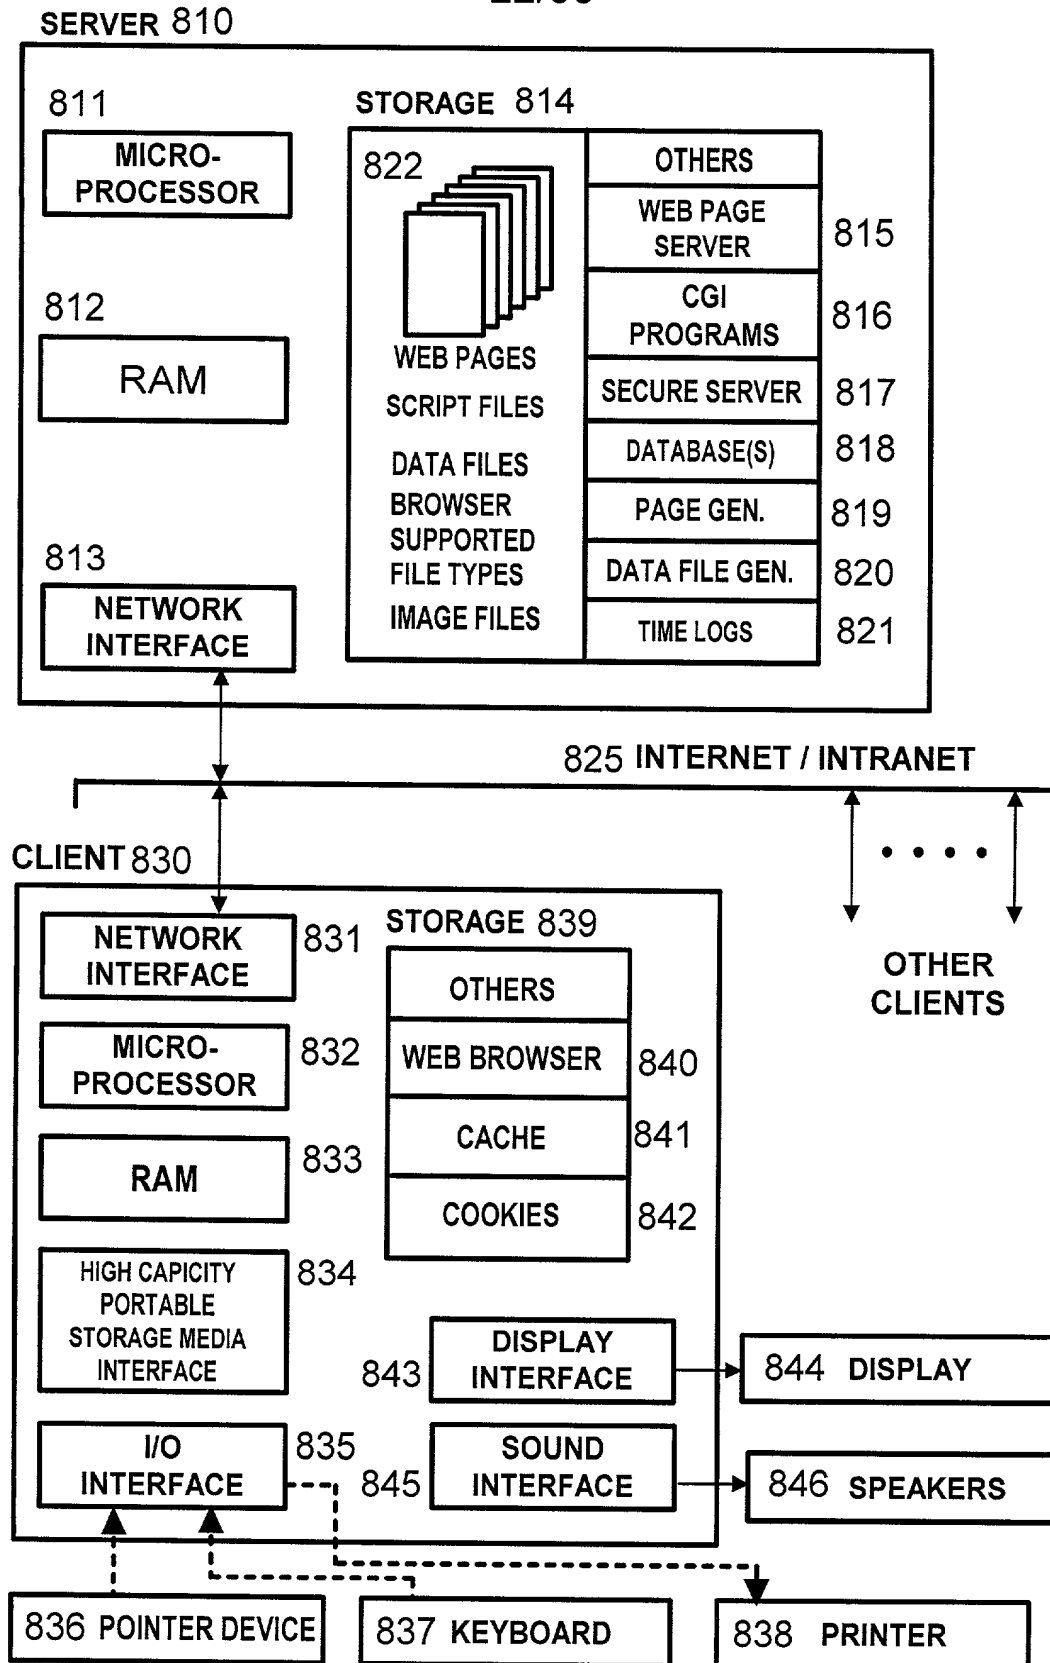 SERVER 810
811
MICRO-
PROCESSOR
812
RAM
813
NETWORK
INTERFACE
STORAGE 814
822
WEB PAGES
SCRIPT FILES
DATA FILES
BROWSER
SUPPORTED
FILE TYPES
IMAGE FILES
OTHERS
WEB PAGE
SERVER
815
CGI
PROGRAMS
816
SECURE SERVER 817
DATABASE(S) 818
PAGE GEN. 819
DATA FILE GEN. 820
TIME LOGS 821
825 INTERNET / INTRANET
OTHER
CLIENTS
CLIENT 830
NETWORK
INTERFACE
831
MICRO-
PROCESSOR
832
RAM
833
HIGH CAPICITY
PORTABLE
STORAGE MEDIA
INTERFACE
834
I/O
INTERFACE
835
STORAGE 839
OTHERS
WEB BROWSER 840
CACHE 841
COOKIES 842
DISPLAY
INTERFACE
843
844 DISPLAY
SOUND
INTERFACE
845
846 SPEAKERS
836 POINTER DEVICE
837 KEYBOARD
838 PRINTER